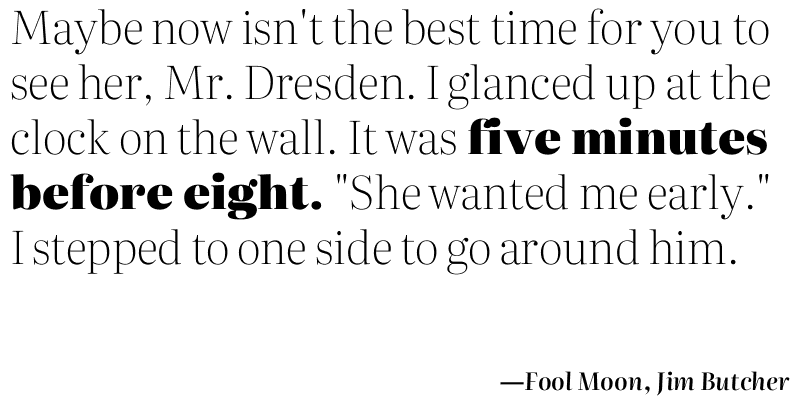 Maybe now isn't the best time for you to
see her, Mr. Dresden. I glanced up at the
clock on the wall. It was five minutes
before eight. "She wanted me early."
I stepped to one side to go around him.
—Fool Moon, Jim Butcher